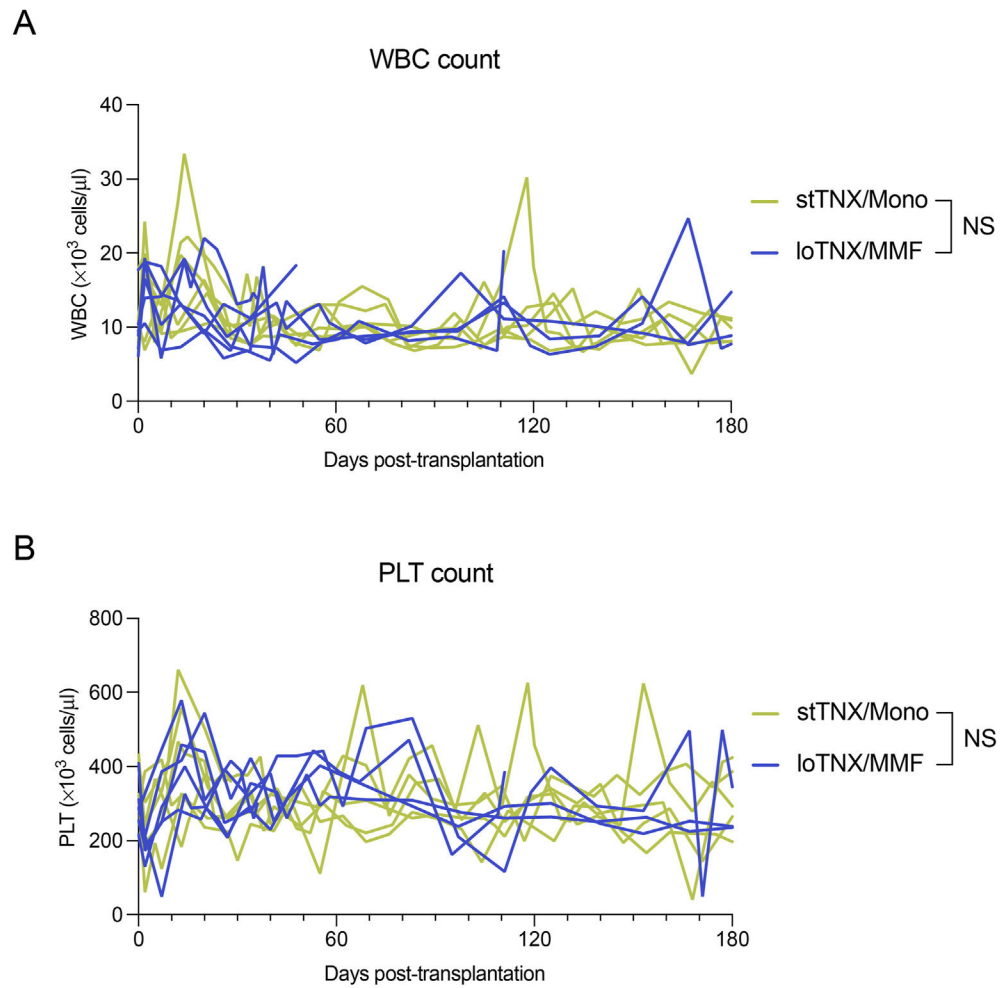 A
WBC count
40
30
20
10
0
WBC (×10³ cells/µl)
0 60 120 180
Days post-transplantation
stTNX/Mono
loTNX/MMF
NS
B
PLT count
800
600
400
200
0
PLT (×10³ cells/µl)
0 60 120 180
Days post-transplantation
stTNX/Mono
loTNX/MMF
NS